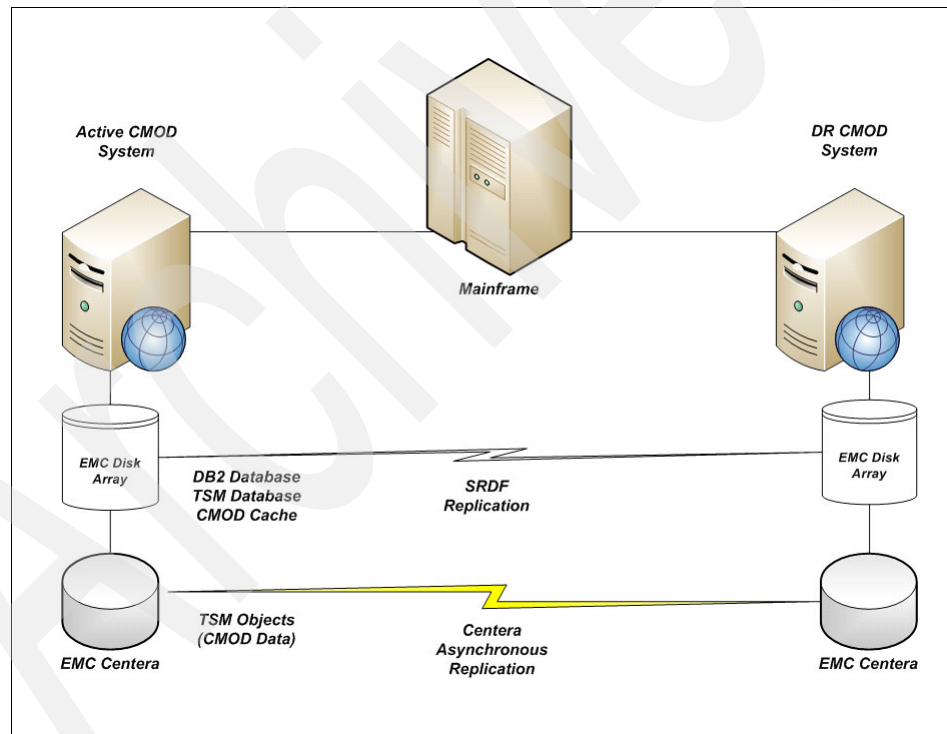 Active CMOD
System
DR CMOD
System
Mainframe
EMC Disk
Array
EMC Disk
Array
DB2 Database
TSM Database
CMOD Cache
SRDF
Replication
TSM Objects
(CMOD Data)
Centera
Asynchronous
Replication
EMC Centera
EMC Centera
Archive